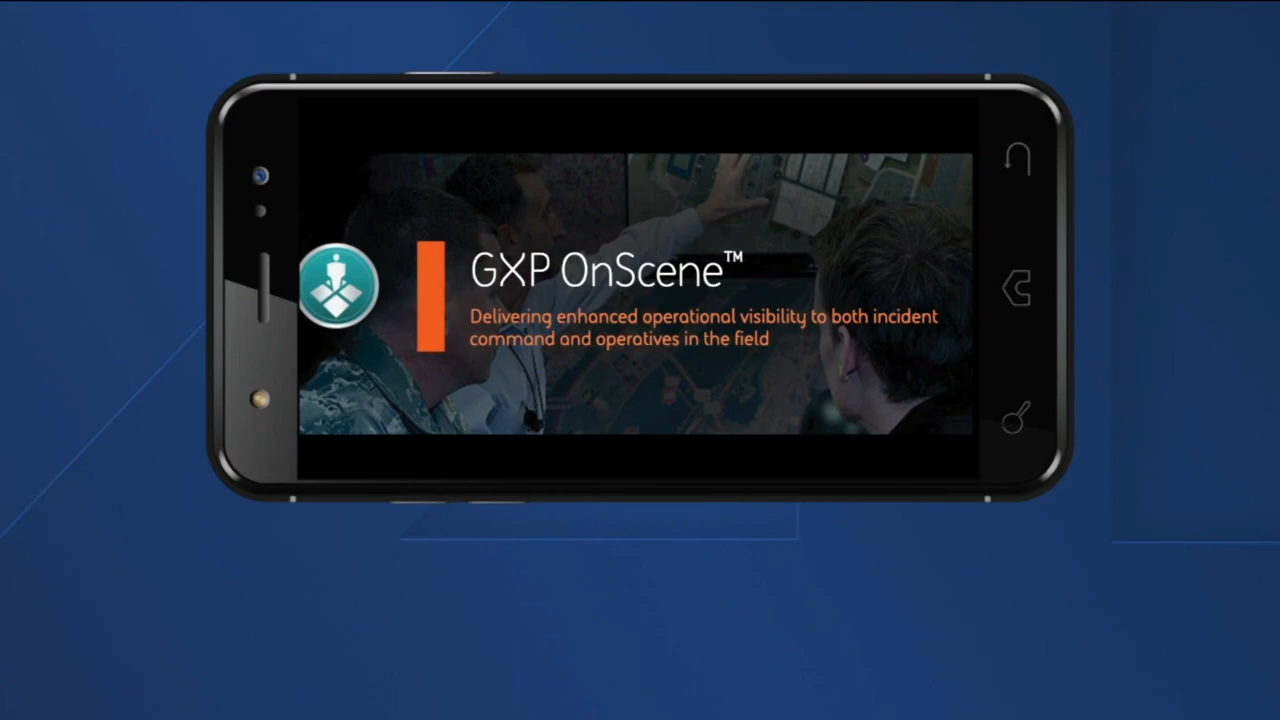 GXP OnScene™
Delivering enhanced operational visibility to both incident
command and operatives in the field